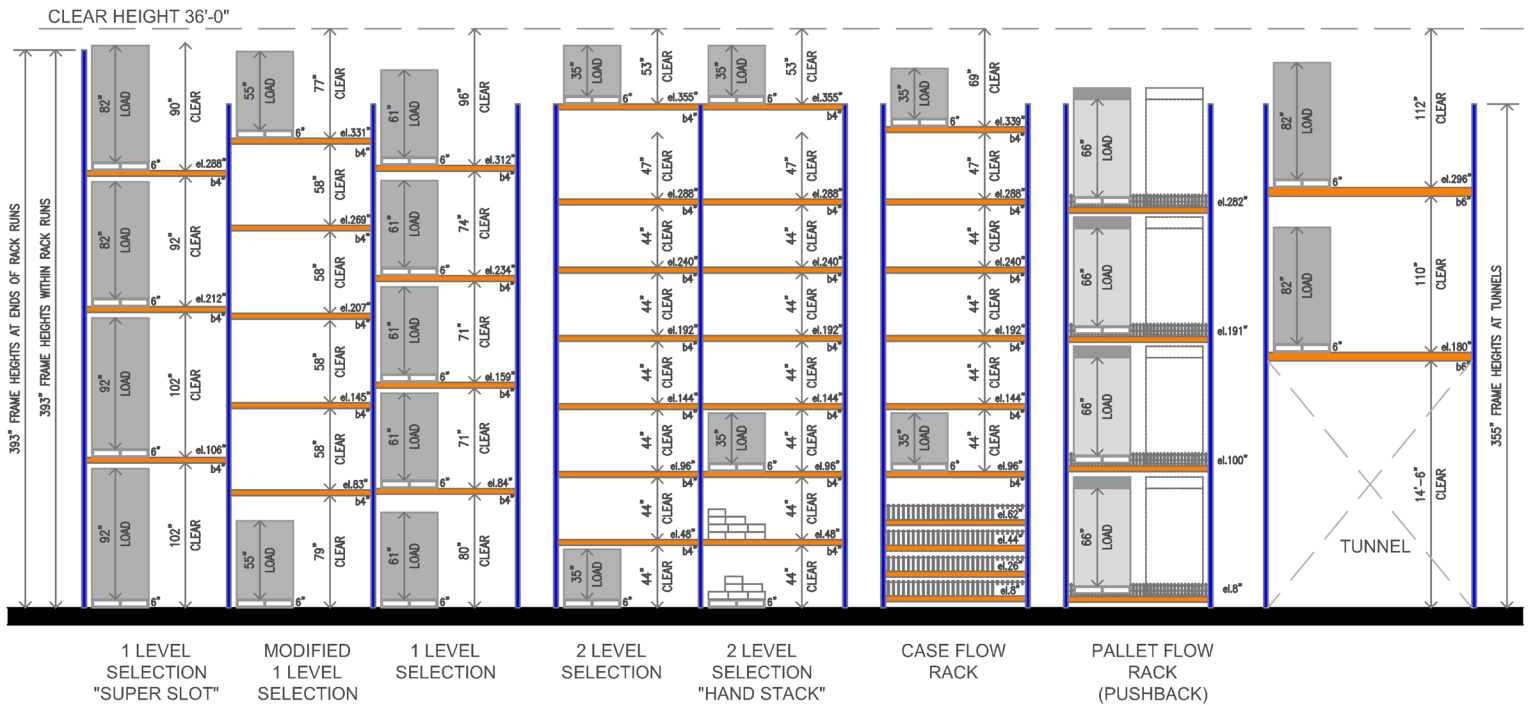 CLEAR HEIGHT 36'-0"
393" FRAME HEIGHTS AT ENDS OF RACK RUNS
393" FRAME HEIGHTS WITHIN RACK RUNS
82" LOAD
6"
90" CLEAR
el.288"
b4"
82" LOAD
6"
92" CLEAR
el.212"
b4"
92" LOAD
6"
102" CLEAR
el.106"
b4"
92" LOAD
6"
102" CLEAR
55" LOAD
6"
77" CLEAR
el.331"
b4"
58" CLEAR
el.269"
b4"
58" CLEAR
el.207"
b4"
58" CLEAR
el.145"
b4"
58" CLEAR
el.83"
b4"
55" LOAD
6"
79" CLEAR
61" LOAD
6"
96" CLEAR
el.312"
b4"
61" LOAD
6"
74" CLEAR
el.234"
b4"
61" LOAD
6"
71" CLEAR
el.159"
b4"
61" LOAD
6"
71" CLEAR
el.84"
b4"
61" LOAD
6"
80" CLEAR
35" LOAD
6"
53" CLEAR
el.355"
b4"
47" CLEAR
el.288"
b4"
44" CLEAR
el.240"
b4"
44" CLEAR
el.192"
b4"
44" CLEAR
el.144"
b4"
44" CLEAR
el.96"
b4"
44" CLEAR
el.48"
b4"
35" LOAD
6"
44" CLEAR
35" LOAD
6"
53" CLEAR
el.355"
b4"
47" CLEAR
el.288"
b4"
44" CLEAR
el.240"
b4"
44" CLEAR
el.192"
b4"
44" CLEAR
el.144"
b4"
35" LOAD
6"
44" CLEAR
el.96"
b4"
44" CLEAR
el.48"
b4"
6"
44" CLEAR
35" LOAD
6"
69" CLEAR
el.339"
b4"
47" CLEAR
el.288"
b4"
44" CLEAR
el.240"
b4"
44" CLEAR
el.192"
b4"
44" CLEAR
el.144"
b4"
35" LOAD
6"
44" CLEAR
el.96"
b4"
el.62"
el.44"
el.26"
el.8"
66" LOAD
el.282"
66" LOAD
el.191"
66" LOAD
el.100"
66" LOAD
el.8"
82" LOAD
6"
112" CLEAR
el.296"
b6"
82" LOAD
6"
110" CLEAR
el.180"
b6"
14'-6" CLEAR
TUNNEL
355" FRAME HEIGHTS AT TUNNELS
1 LEVEL
SELECTION
"SUPER SLOT"
MODIFIED
1 LEVEL
SELECTION
1 LEVEL
SELECTION
2 LEVEL
SELECTION
2 LEVEL
SELECTION
"HAND STACK"
CASE FLOW
RACK
PALLET FLOW
RACK
(PUSHBACK)